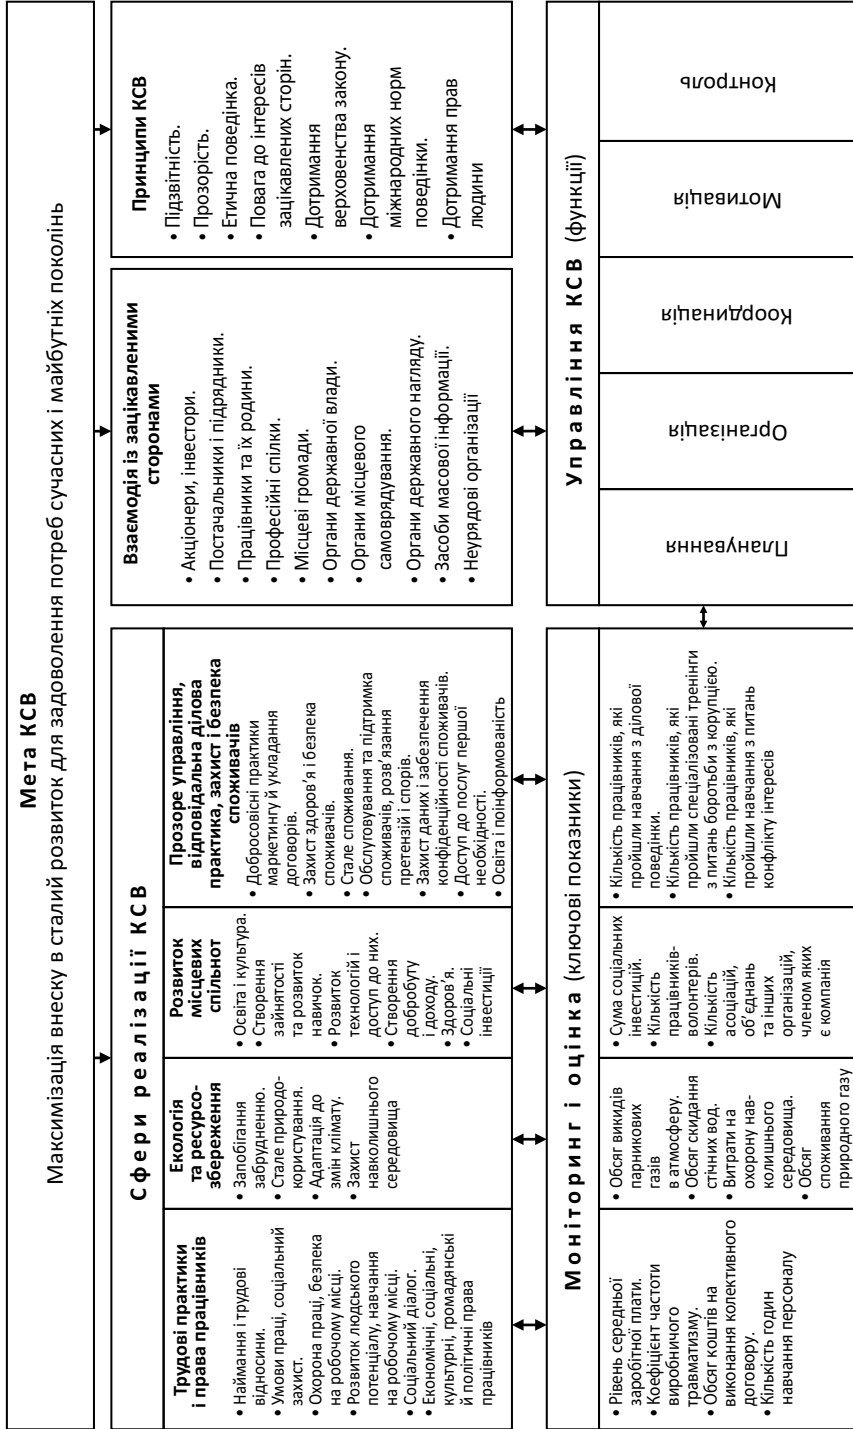 Мета КСВ
Максимізація внеску в сталий розвиток для задоволення потреб сучасних і майбутніх поколінь
Сфери реалізації КСВ
Трудові практики
і права працівників
• Наймання і трудові
відносини.
• Умови праці, соціальний
захист.
• Охорона праці, безпека
на робочому місці.
• Розвиток людського
потенціалу, навчання
на робочому місці.
• Соціальний діалог.
• Економічні, соціальні,
культурні, громадянські
й політичні права
працівників
Екологія
та ресурсо-
збереження
• Запобігання
забрудненню.
• Стале природо-
користування.
• Адаптація до
змін клімату.
• Захист
навколишнього
середовища
Розвиток
місцевих
спільнот
• Освіта і культура.
• Створення
зайнятості
та розвиток
навичок.
• Розвиток
технологій і
доступ до них.
• Створення
добробуту
і доходу.
• Здоров’я.
• Соціальні
інвестиції
Прозоре управління,
відповідальна ділова
практика, захист і безпека
споживачів
• Добросовісні практики
маркетингу й укладання
договорів.
• Захист здоров’я і безпека
споживачів.
• Стале споживання.
• Обслуговування та підтримка
споживачів, розв’язання
претензій і спорів.
• Захист даних і забезпечення
конфіденційності споживачів.
• Доступ до послуг першої
необхідності.
• Освіта і поінформованість
Взаємодія із зацікавленими
сторонами
• Акціонери, інвестори.
• Постачальники і підрядники.
• Працівники та їх родини.
• Професійні спілки.
• Місцеві громади.
• Органи державної влади.
• Органи місцевого
самоврядування.
• Органи державного нагляду.
• Засоби масової інформації.
• Неурядові організації
Принципи КСВ
• Підзвітність.
• Прозорість.
• Етична поведінка.
• Повага до інтересів
зацікавлених сторін.
• Дотримання
верховенства закону.
• Дотримання
міжнародних норм
поведінки.
• Дотримання прав
людини
Моніторинг і оцінка (ключові показники)
• Рівень середньої
заробітної плати.
• Коефіцієнт частоти
виробничого
травматизму.
• Обсяг коштів на
виконання колективного
договору.
• Кількість годин
навчання персоналу
• Обсяг викидів
парникових
газів
в атмосферу.
• Обсяг скидання
стічних вод.
• Витрати на
охорону нав-
колишнього
середовища.
• Обсяг
споживання
природного газу
• Сума соціальних
інвестицій.
• Кількість
працівників-
волонтерів.
• Кількість
асоціацій,
об’єднань
та інших
організацій,
членом яких
є компанія
• Кількість працівників, які
пройшли навчання з ділової
поведінки.
• Кількість працівників, які
пройшли спеціалізовані тренінги
з питань боротьби з корупцією.
• Кількість працівників, які
пройшли навчання з питань
конфлікту інтересів
Управління КСВ (функції)
Планування
Організація
Координація
Мотивація
Контроль